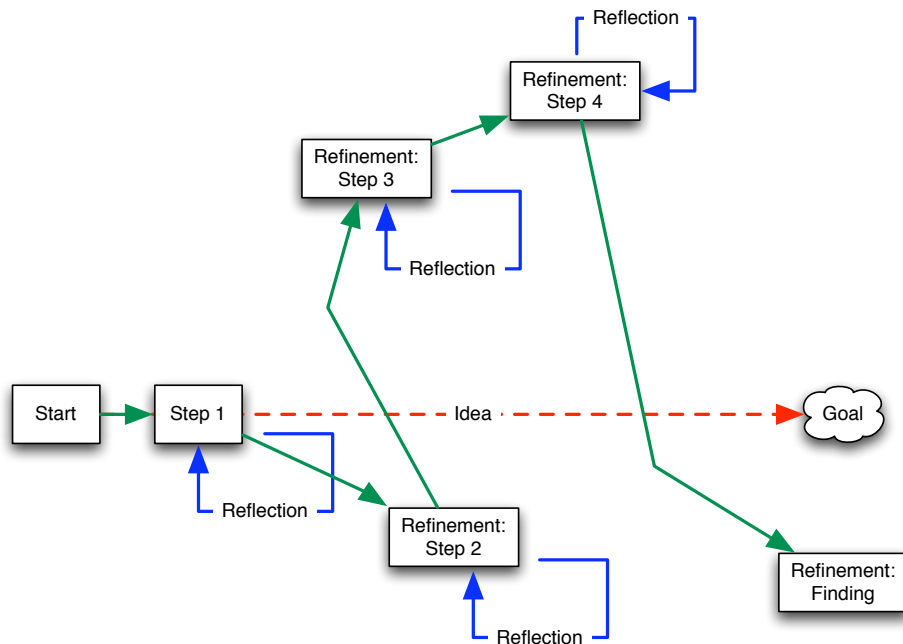 Reflection
Refinement:
Step 4
Refinement:
Step 3
Reflection
Start
Step 1
Idea
Goal
Reflection
Refinement:
Step 2
Refinement:
Finding
Reflection